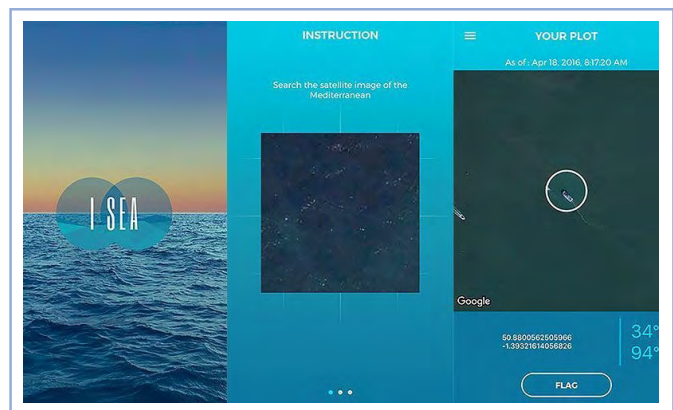 I SEA
INSTRUCTION
Search the satellite image of the
Mediterranean
YOUR PLOT
As of : Apr 18, 2016, 8:17:20 AM
Google
50.8800562505966
-1.39321614056826
34°
94°
FLAG